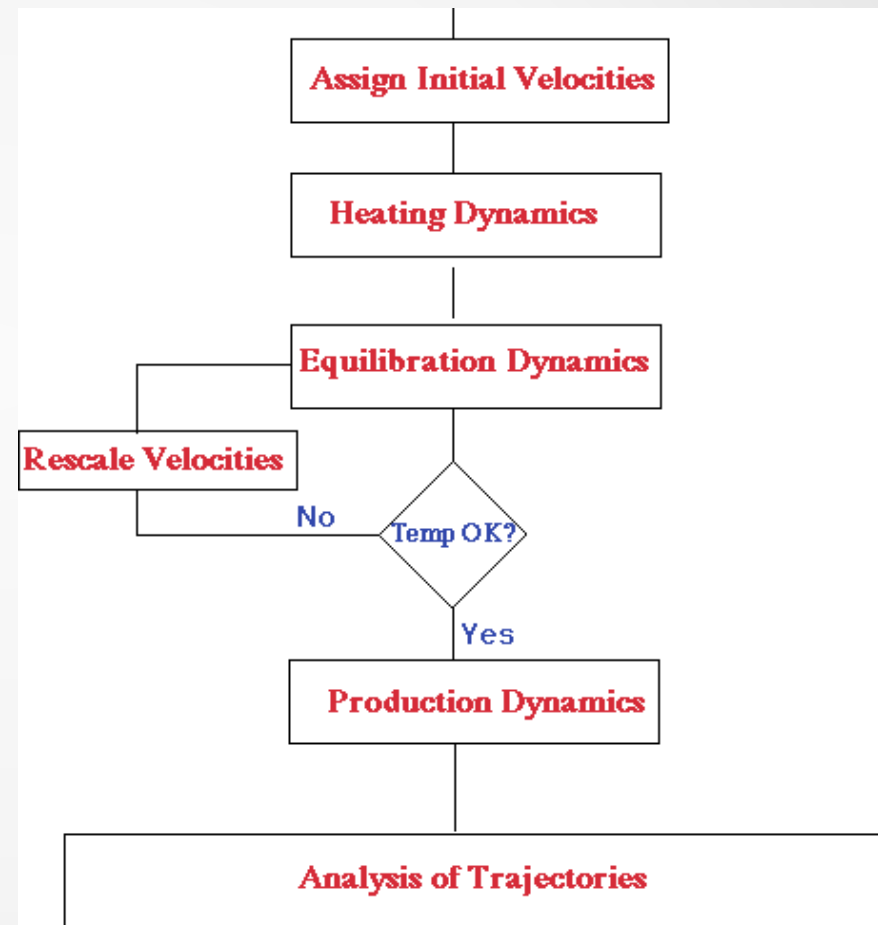 Assign Initial Velocities
Heating Dynamics
Equilibration Dynamics
Rescale Velocities
No
Temp OK?
Yes
Production Dynamics
Analysis of Trajectories